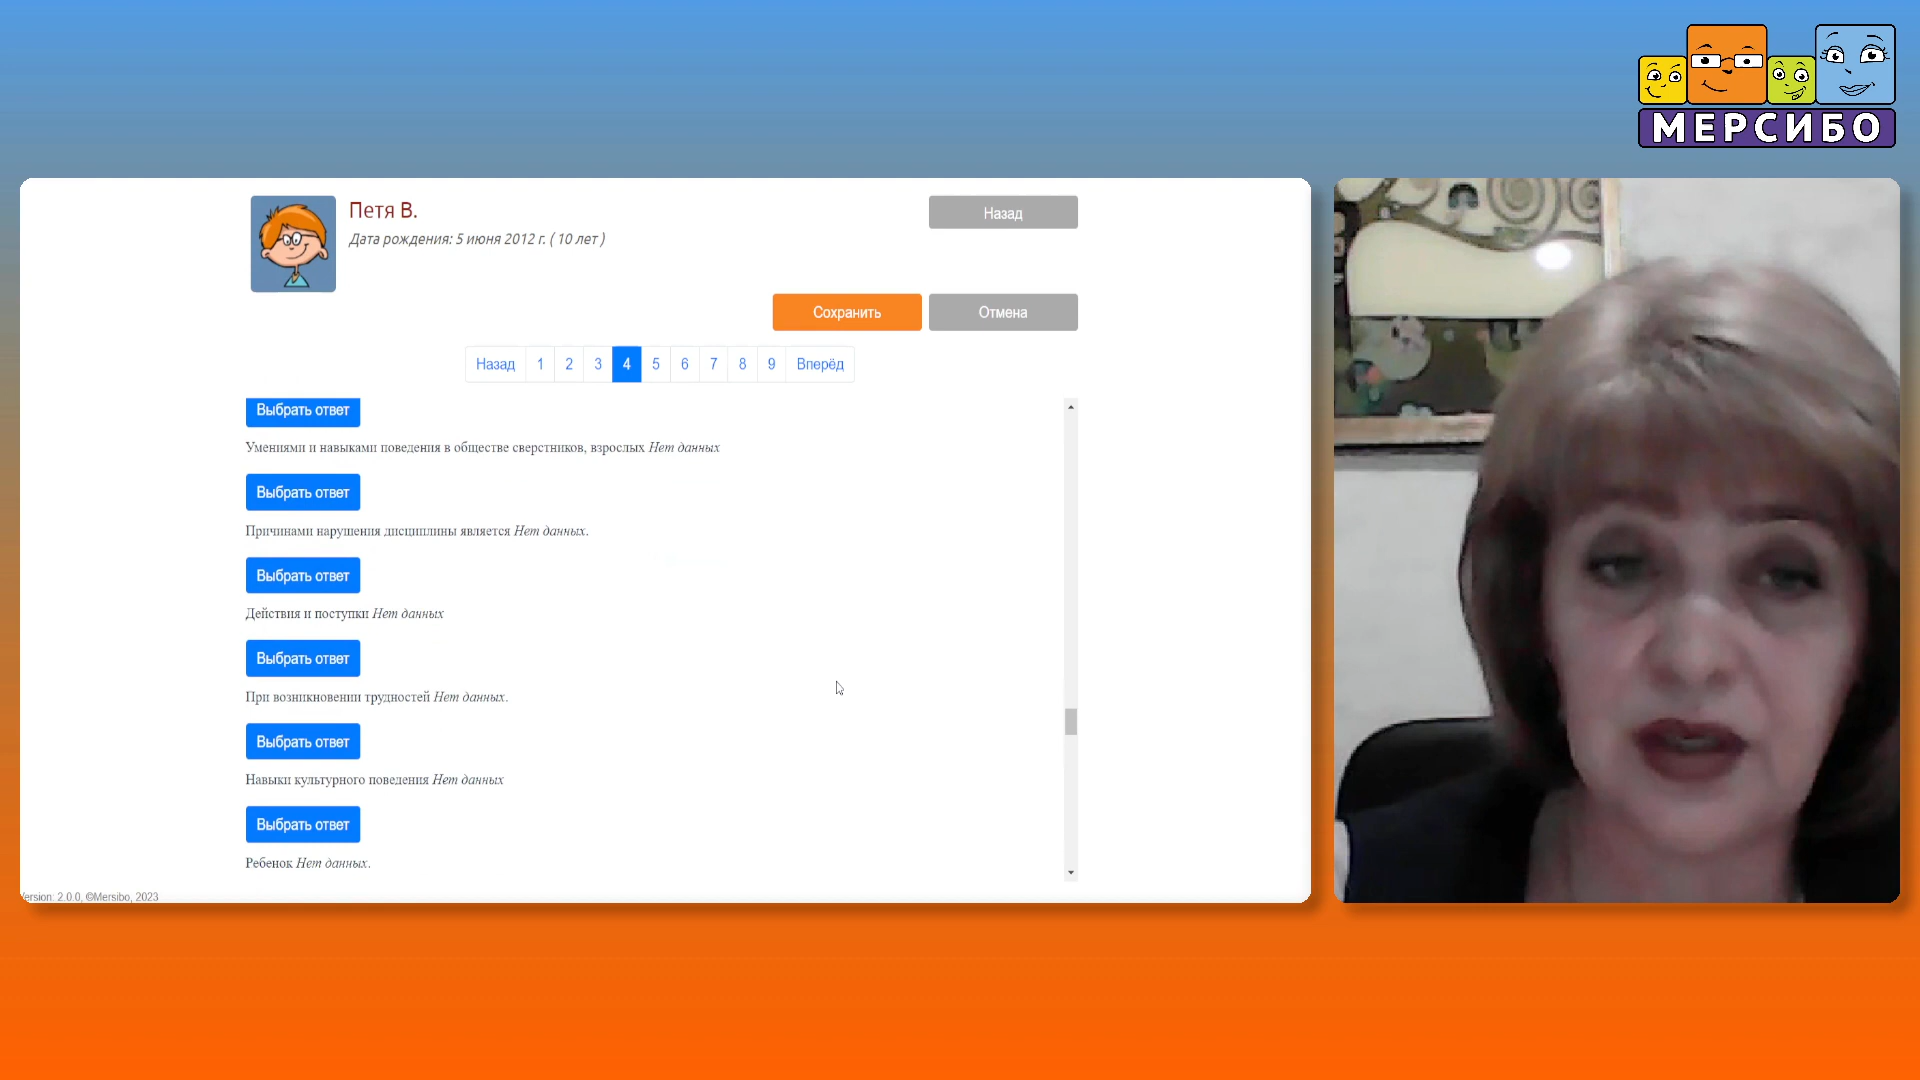 МЕРСИБО
Петя В.
Назад
Дата рождения: 5 июня 2012 г. ( 10 лет )
Сохранить
Отмена
Назад 1 2 3 4 5 6 7 8 9 Вперёд
Выбрать ответ
Умениями и навыками поведения в обществе сверстников, взрослых Нет данных
Выбрать ответ
Причинами нарушения дисциплины является Нет данных.
Выбрать ответ
Действия и поступки Нет данных
Выбрать ответ
При возникновении трудностей Нет данных.
Выбрать ответ
Навыки культурного поведения Нет данных
Выбрать ответ
Ребенок Нет данных.
ersion: 2.0.0, ©Mersibo, 2023